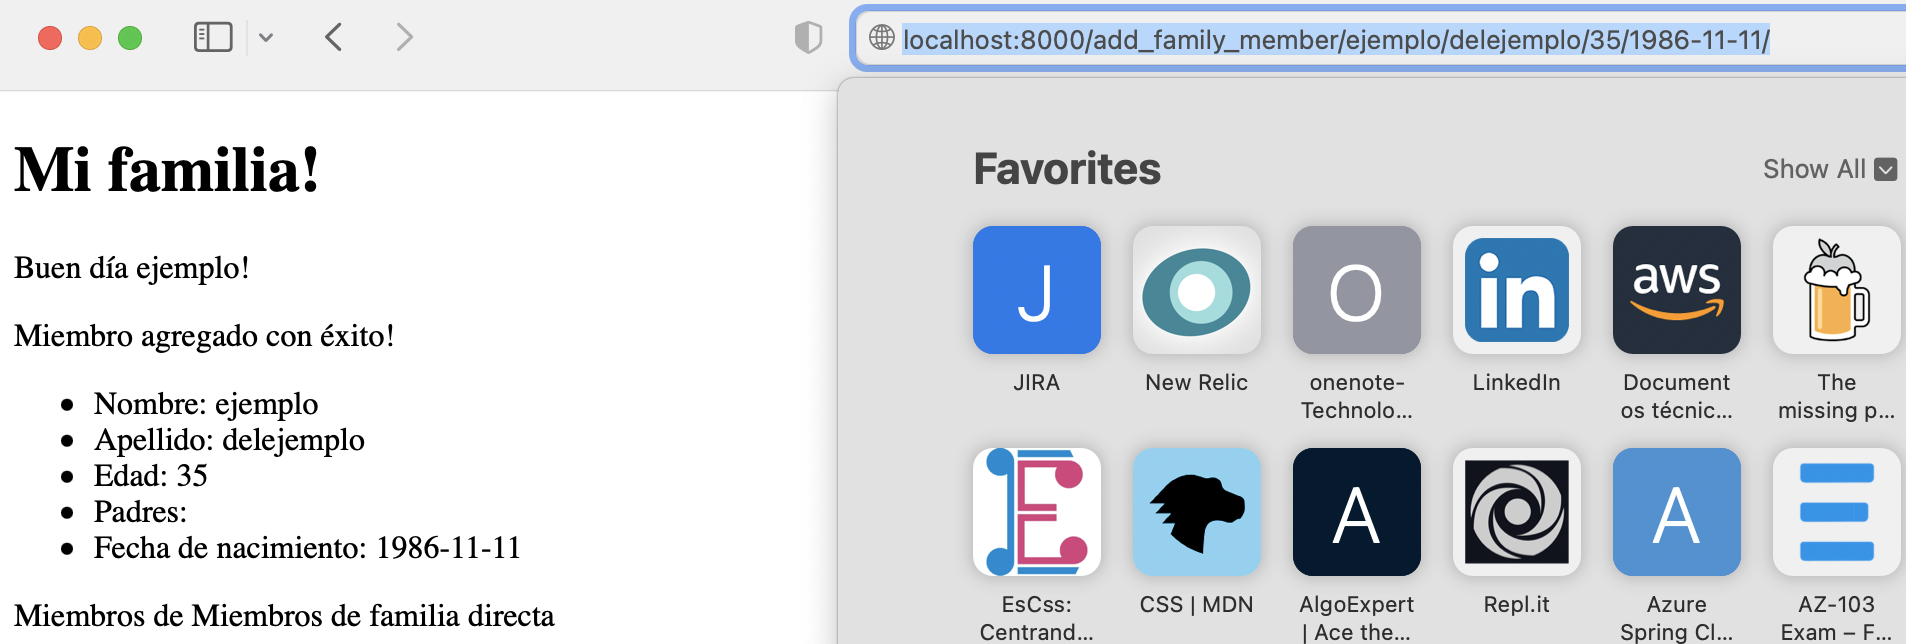 localhost:8000/add_family_member/ejemplo/delejemplo/35/1986-11-11/
Mi familia!
Buen día ejemplo!
Miembro agregado con éxito!
Nombre: ejemplo
Apellido: delejemplo
Edad: 35
Padres:
Fecha de nacimiento: 1986-11-11
Miembros de Miembros de familia directa
Favorites
Show All
J
O
in
aws
JIRA
New Relic
onenote-
Technolo...
LinkedIn
Document
os técnic...
The
missing p...
E
A
A
EsCss:
Centrand...
CSS | MDN
AlgoExpert
| Ace the...
Repl.it
Azure
Spring Cl...
AZ-103
Exam – F...